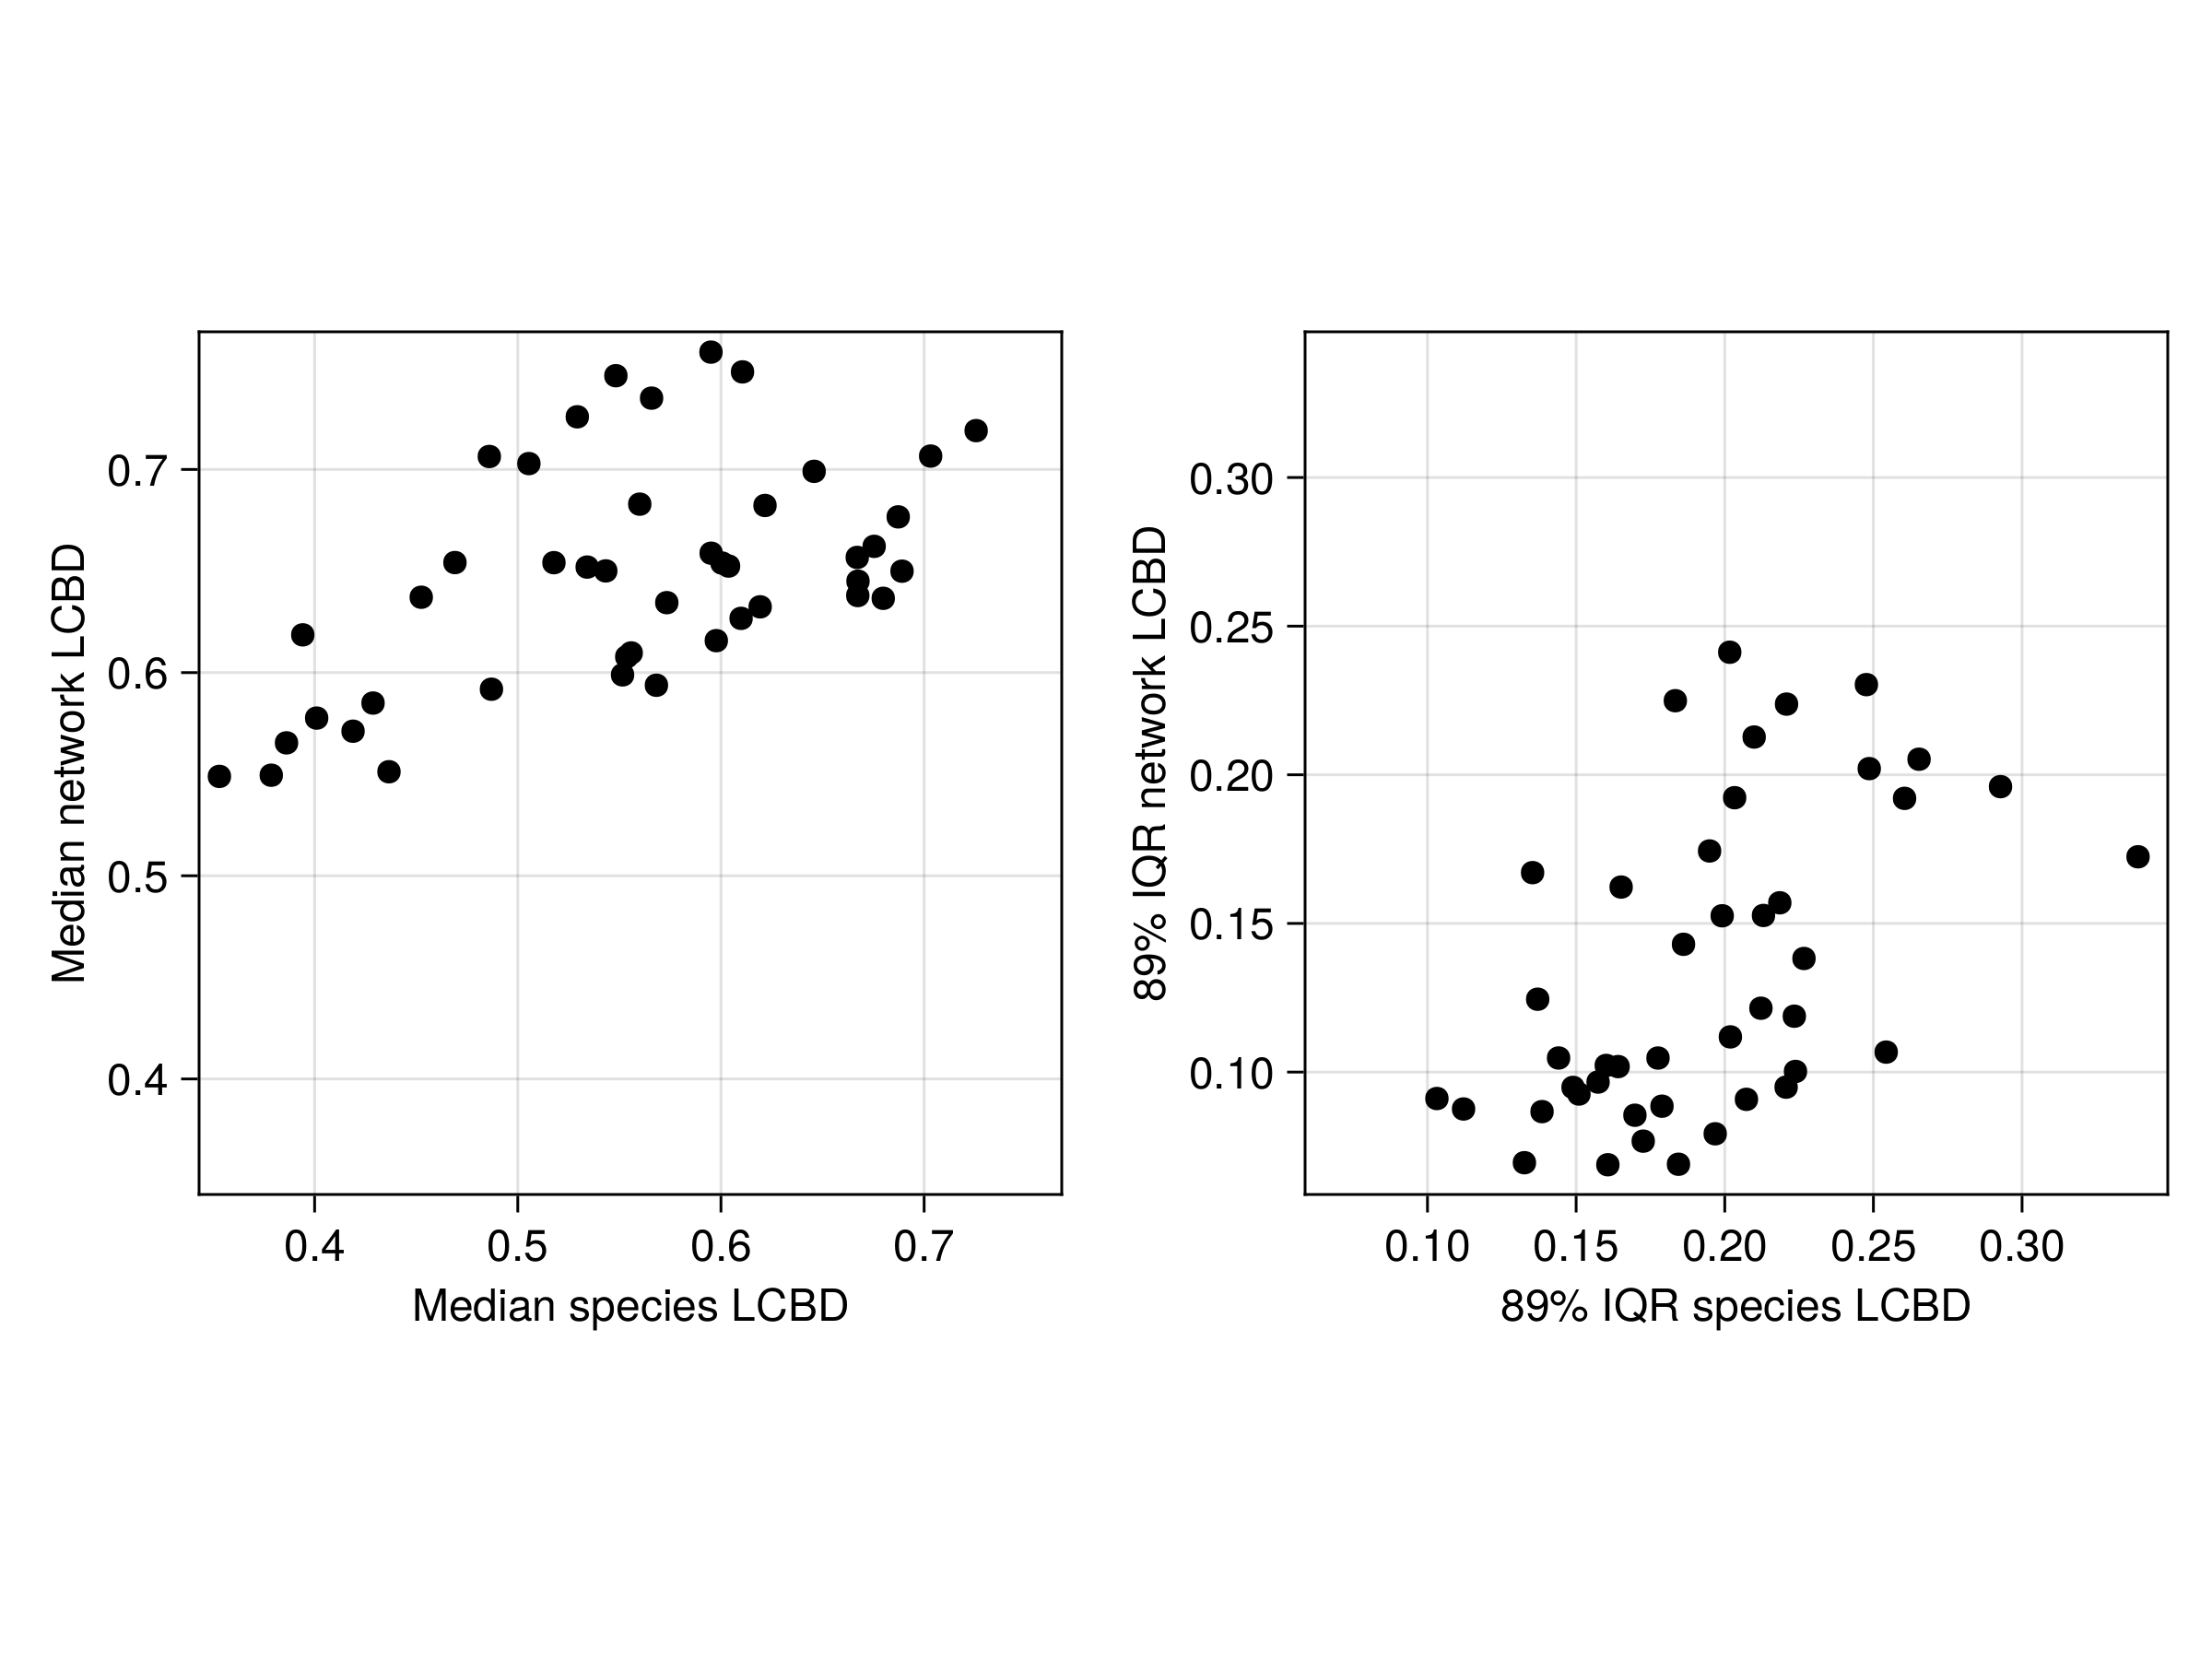 0.7
0.6
0.5
0.4
Median network LCBD
0.4 0.5 0.6 0.7
Median species LCBD
0.30
0.25
0.20
0.15
0.10
89% IQR network LCBD
0.10 0.15 0.20 0.25 0.30
89% IQR species LCBD